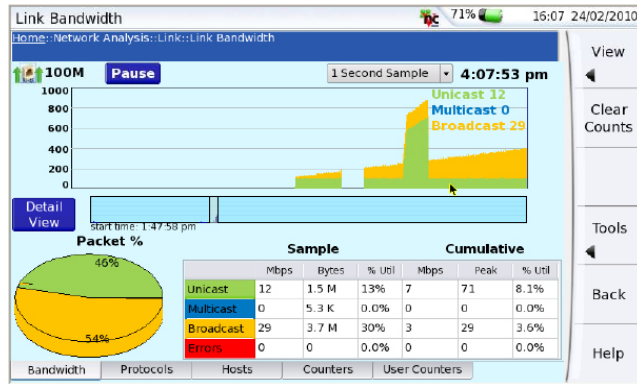 Link Bandwidth
71%
16:07 24/02/2010
Home::Network Analysis::Link::Link Bandwidth
100M
Pause
1 Second Sample
4:07:53 pm
1000
800
600
400
200
0
Unicast 12
Multicast 0
Broadcast 29
Detail
View
start time: 1:47:58 pm
Packet %
46%
54%
Sample Cumulative
Mbps Bytes % Util Mbps Peak % Util
Unicast 12 1.5 M 13% 7 71 8.1%
Multicast 0 5.3 K 0.0% 0 0 0.0%
Broadcast 29 3.7 M 30% 3 29 3.6%
Errors 0 0 0.0% 0 0 0.0%
Bandwidth Protocols Hosts Counters User Counters
View
Clear
Counts
Tools
Back
Help